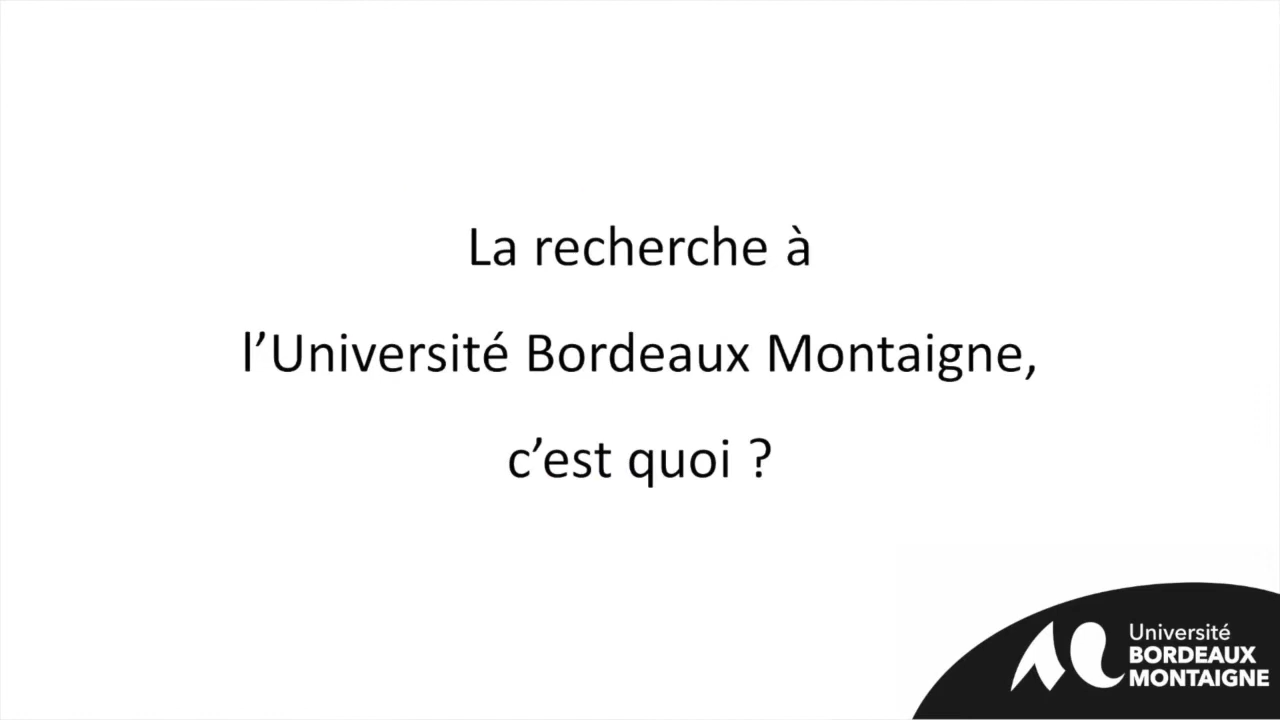 La recherche à
l’Université Bordeaux Montaigne,
c’est quoi ?
Université
BORDEAUX
MONTAIGNE